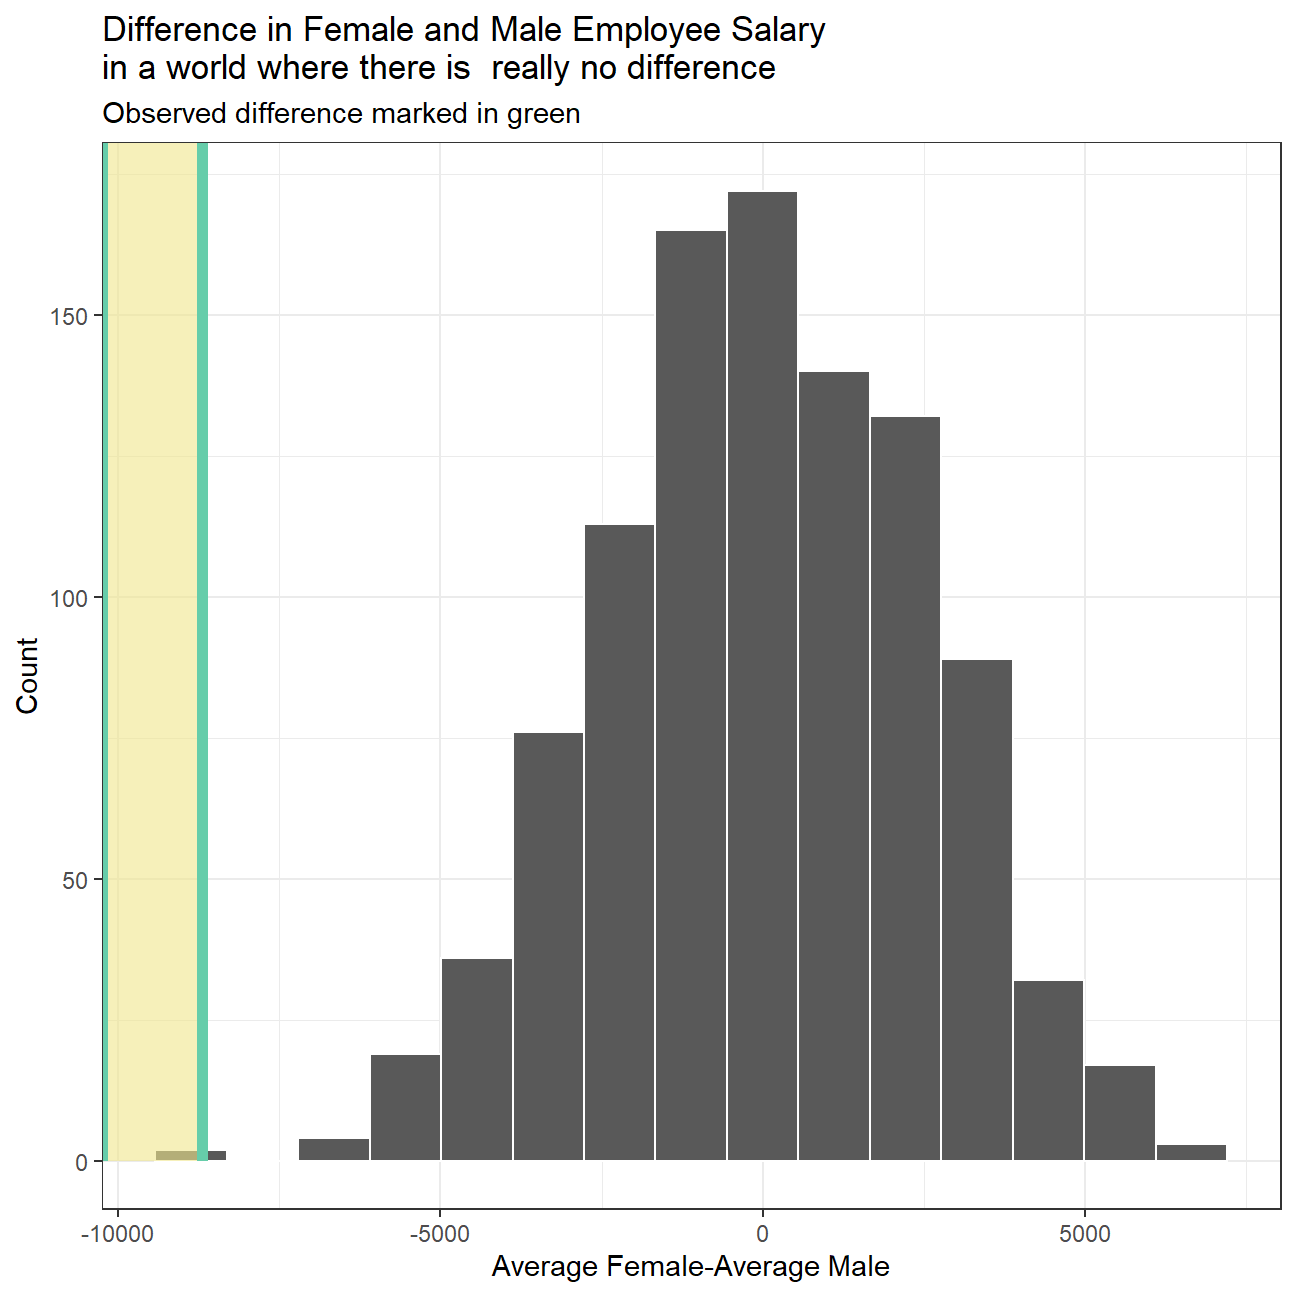 Difference in Female and Male Employee Salary
in a world where there is  really no difference
Observed difference marked in green
150
100
50
0
Count
-10000
-5000
0
5000
Average Female-Average Male